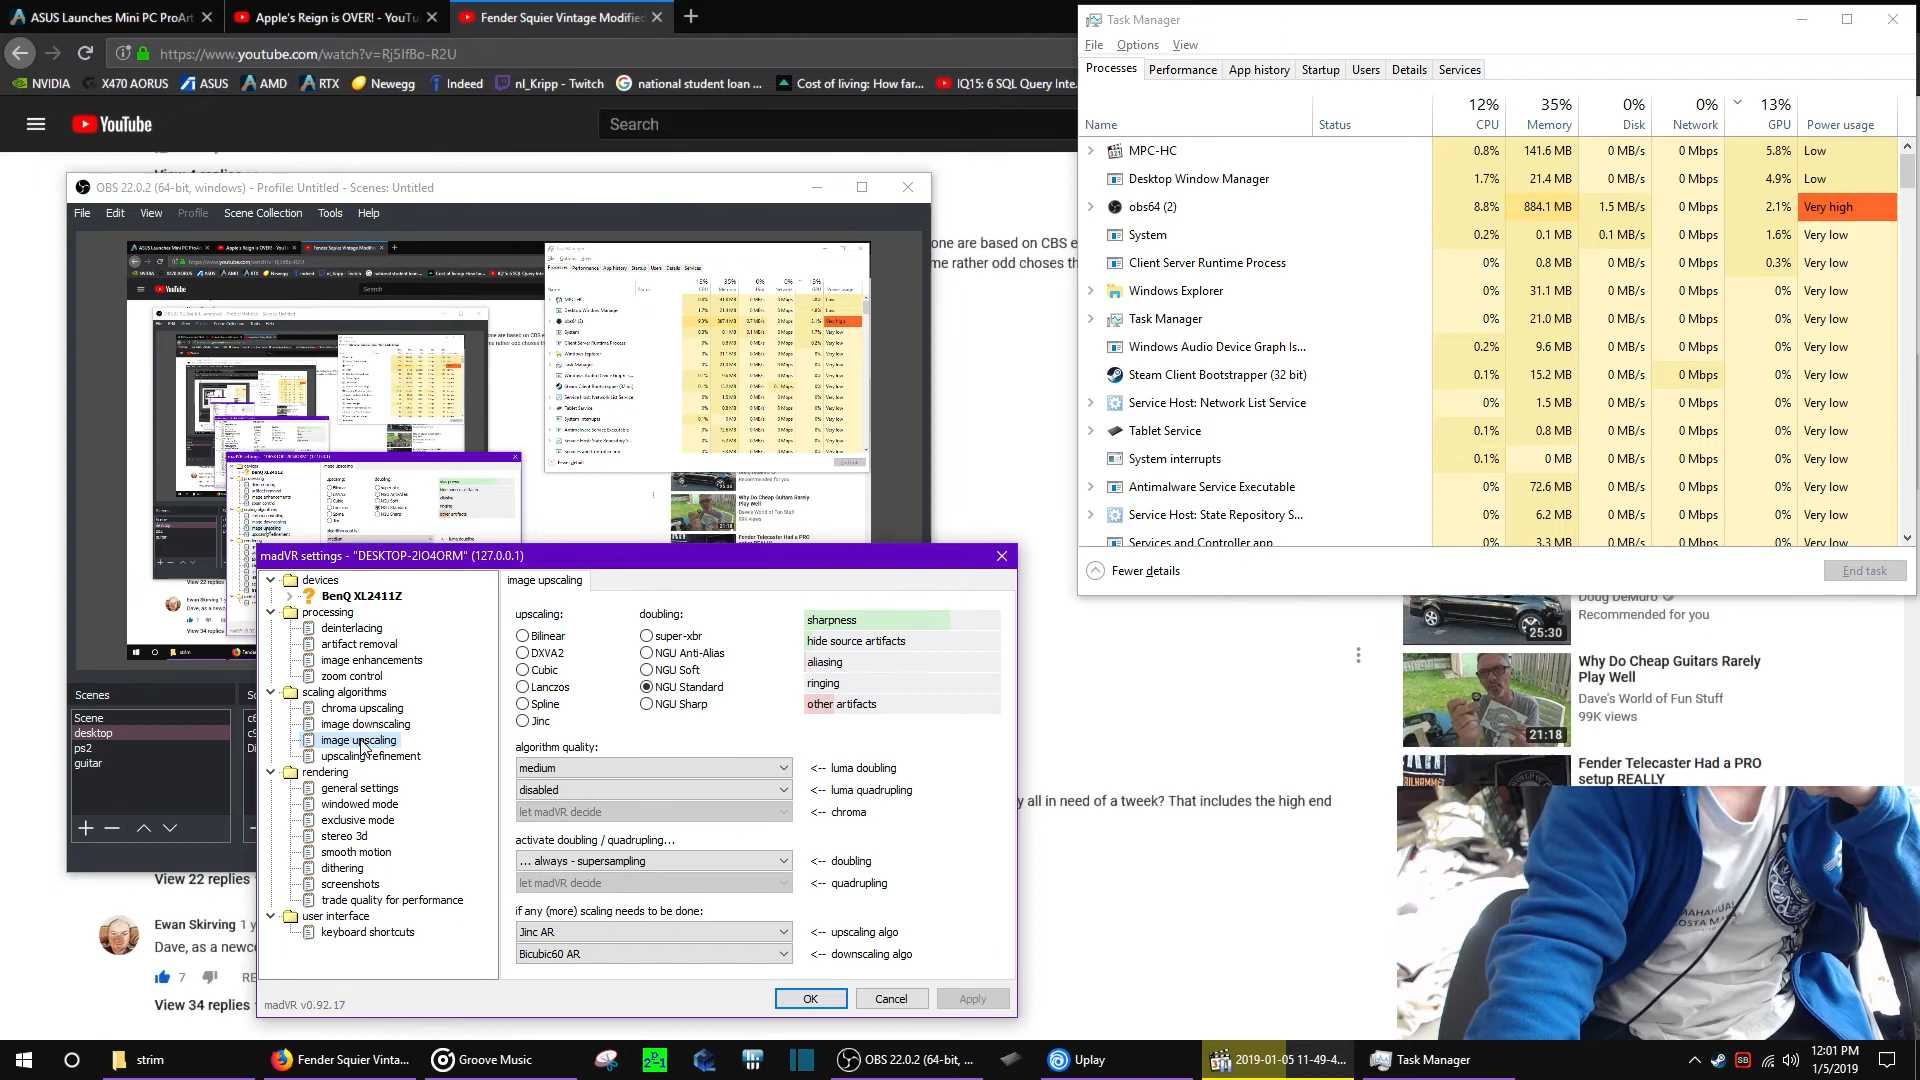 ASUS Launches Mini PC ProArt
Apple's Reign is OVER! - YouTu
Fender Squier Vintage Modified
https://www.youtube.com/watch?v=Rj5IfBo-R2U
NVIDIA
X470 AORUS
ASUS
AMD
RTX
Newegg
Indeed
nl_Kripp - Twitch
national student loan ...
Cost of living: How far...
IQ15: 6 SQL Query Inte...
YouTube
Search
OBS 22.0.2 (64-bit, windows) - Profile: Untitled - Scenes: Untitled
File Edit View Profile Scene Collection Tools Help
one are based on CBS e
me rather odd choses th
Scenes
Scene
desktop
ps2
guitar
View 22 replies
Ewan Skirving 1 y
Dave, as a newco
7
View 34 replies
y all in need of a tweek? That includes the high end
madVR settings - "DESKTOP-2IO4ORM" (127.0.0.1)
devices
BenQ XL2411Z
processing
deinterlacing
artifact removal
image enhancements
zoom control
scaling algorithms
chroma upscaling
image downscaling
image upscaling
upscaling refinement
rendering
general settings
windowed mode
exclusive mode
stereo 3d
smooth motion
dithering
screenshots
trade quality for performance
user interface
keyboard shortcuts
madVR v0.92.17
image upscaling
upscaling:
Bilinear
DXVA2
Cubic
Lanczos
Spline
Jinc
doubling:
super-xbr
NGU Anti-Alias
NGU Soft
NGU Standard
NGU Sharp
sharpness
hide source artifacts
aliasing
ringing
other artifacts
algorithm quality:
medium <-- luma doubling
disabled <-- luma quadrupling
let madVR decide <-- chroma
activate doubling / quadrupling...
... always - supersampling <-- doubling
let madVR decide <-- quadrupling
if any (more) scaling needs to be done:
Jinc AR <-- upscaling algo
Bicubic60 AR <-- downscaling algo
OK Cancel Apply
Task Manager
File Options View
Processes Performance App history Startup Users Details Services
12% 35% 0% 0% 13%
Name Status CPU Memory Disk Network GPU Power usage
MPC-HC 0.8% 141.6 MB 0 MB/s 0 Mbps 5.8% Low
Desktop Window Manager 1.7% 21.4 MB 0 MB/s 0 Mbps 4.9% Low
obs64 (2) 8.8% 884.1 MB 1.5 MB/s 0 Mbps 2.1% Very high
System 0.2% 0.1 MB 0.1 MB/s 0 Mbps 1.6% Very low
Client Server Runtime Process 0% 0.8 MB 0 MB/s 0 Mbps 0.3% Very low
Windows Explorer 0% 31.1 MB 0 MB/s 0 Mbps 0% Very low
Task Manager 0% 21.0 MB 0 MB/s 0 Mbps 0% Very low
Windows Audio Device Graph Is... 0.2% 9.6 MB 0 MB/s 0 Mbps 0% Very low
Steam Client Bootstrapper (32 bit) 0.1% 15.2 MB 0 MB/s 0 Mbps 0% Very low
Service Host: Network List Service 0% 1.5 MB 0 MB/s 0 Mbps 0% Very low
Tablet Service 0.1% 0.8 MB 0 MB/s 0 Mbps 0% Very low
System interrupts 0.1% 0 MB 0 MB/s 0 Mbps 0% Very low
Antimalware Service Executable 0% 72.6 MB 0 MB/s 0 Mbps 0% Very low
Service Host: State Repository S... 0% 6.2 MB 0 MB/s 0 Mbps 0% Very low
Services and Controller app 0% 3.3 MB 0 MB/s 0 Mbps 0% Very low
Fewer details
End task
Doug DeMuro
Recommended for you
25:30
Why Do Cheap Guitars Rarely
Play Well
Dave's World of Fun Stuff
99K views
21:18
Fender Telecaster Had a PRO
setup REALLY
strim
Fender Squier Vinta...
Groove Music
OBS 22.0.2 (64-bit, ...
Uplay
2019-01-05 11-49-4...
Task Manager
12:01 PM
1/5/2019